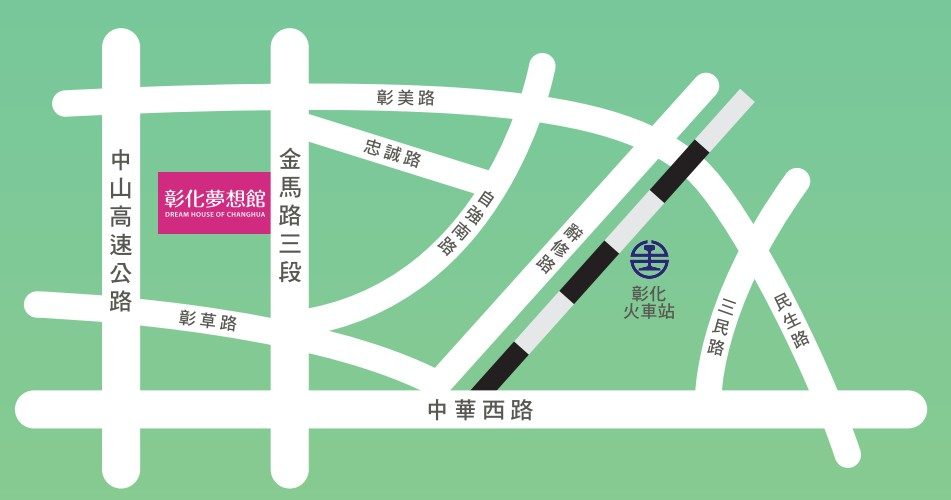 彰美路
忠誠路
中山高速公路
金馬路三段
彰化夢想館
DREAM HOUSE OF CHANGHUA
自強南路
辭修路
彰化
火車站
彰草路
三民路
民生路
中華西路